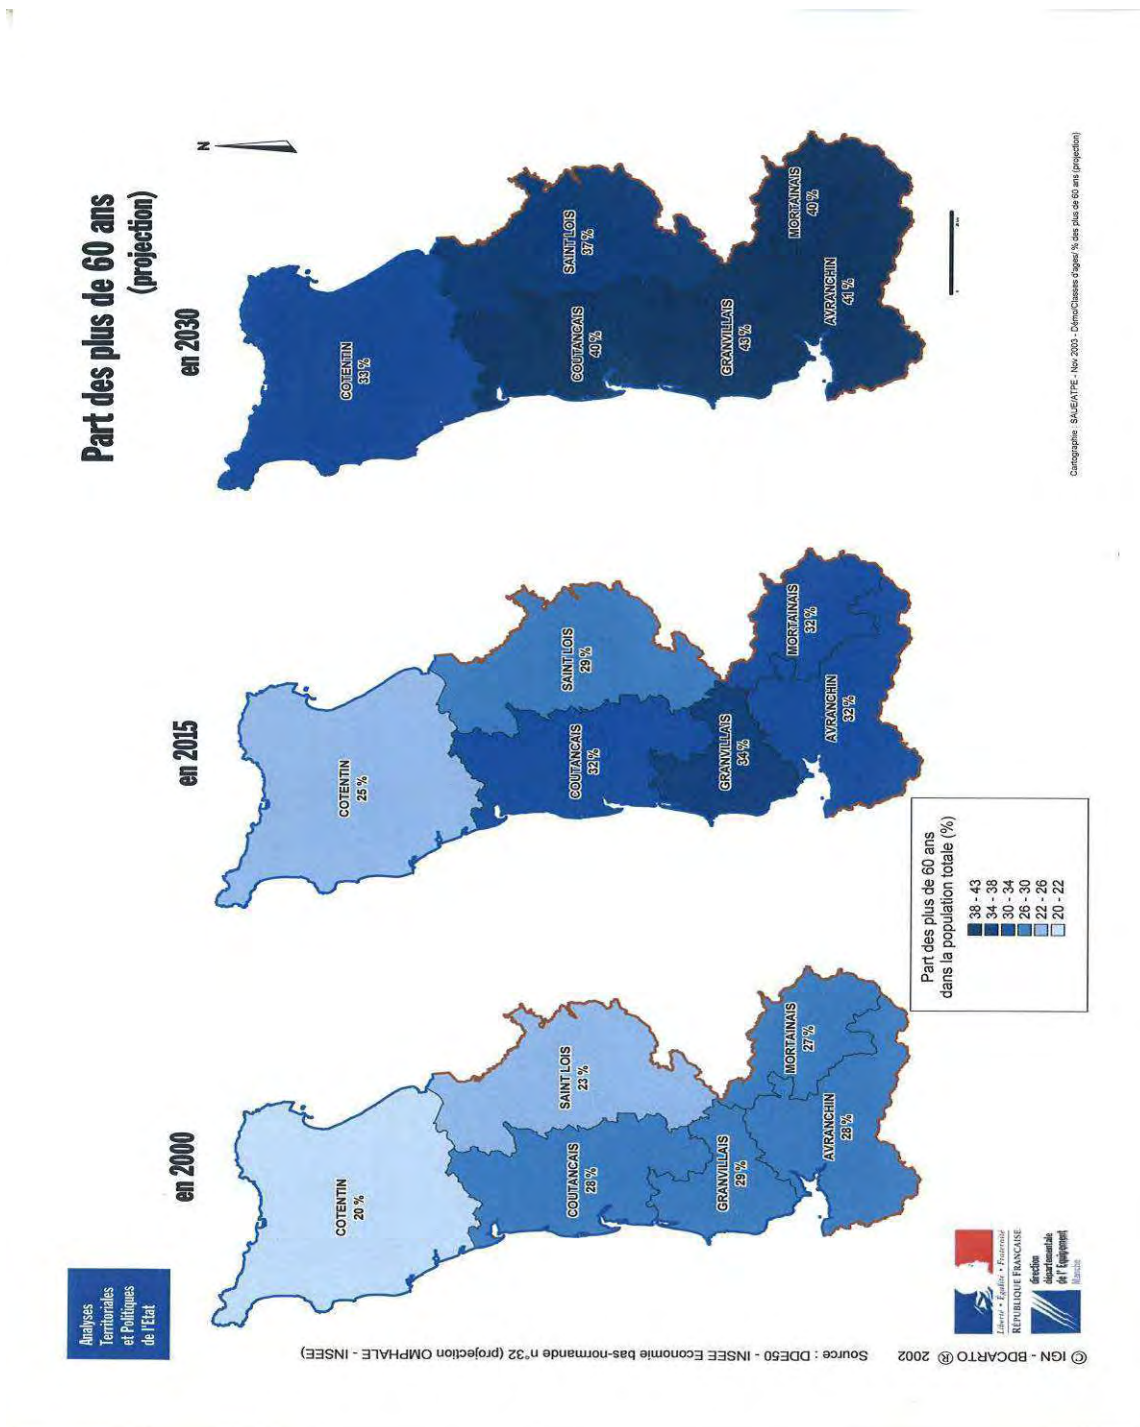 Analyses
Territoriales
et Politiques
de l'Etat
Part des plus de 60 ans
(projection)
en 2000
COTENTIN
20 %
SAINT LOIS
23 %
COUTANCAIS
28 %
GRANVILLAIS
29 %
MORTAINAIS
27 %
AVRANCHIN
28 %
en 2015
COTENTIN
25 %
SAINT LOIS
29 %
COUTANCAIS
32 %
GRANVILLAIS
34 %
MORTAINAIS
32 %
AVRANCHIN
32 %
en 2030
N
COTENTIN
33 %
SAINT LOIS
37 %
COUTANCAIS
40 %
GRANVILLAIS
43 %
MORTAINAIS
40 %
AVRANCHIN
41 %
Part des plus de 60 ans
dans la population totale (%)
38 - 43
34 - 38
30 - 34
26 - 30
22 - 26
20 - 22
Liberté • Égalité • Fraternité
RÉPUBLIQUE FRANÇAISE
direction
départementale
de l'Equipement
Manche
Cartographie : SAUE/ATPE - Nov 2003 - Démo/Classes d'ages/ % des plus de 60 ans (projection)
Source : DDE50 - INSEE Economie bas-normande n°32 (projection OMPHALE - INSEE)
© IGN - BDCARTO ® 2002